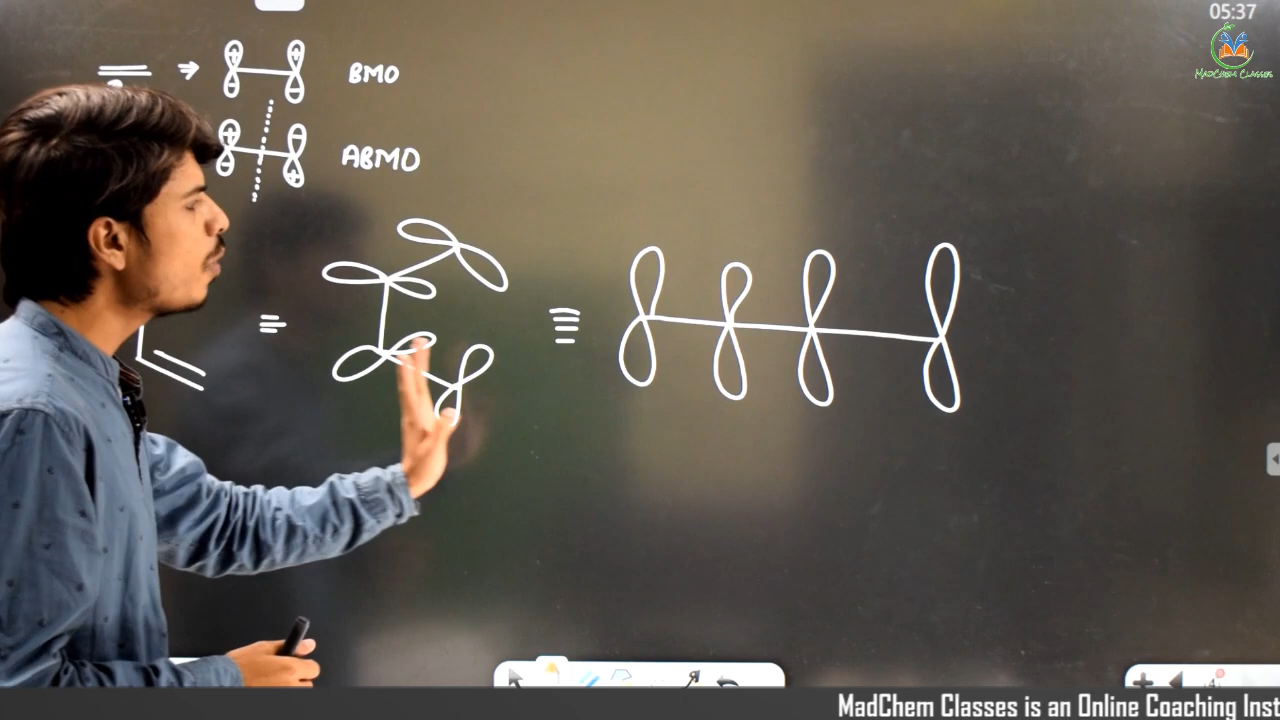 05:37
MADCHEM CLASSES
BMO
ABMO
MadChem Classes is an Online Coaching Inst